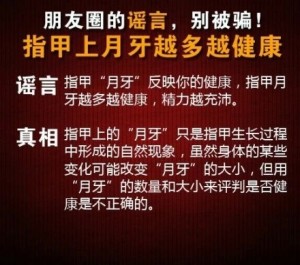 朋友圈的谣言，别被骗！
指甲上月牙越多越健康
谣言 指甲“月牙”反映你的健康，指甲月
牙越多越健康，精力越充沛。
真相 指甲上的“月牙”只是指甲生长过程
中形成的自然现象，虽然身体的某些
变化可能改变“月牙”的大小，但用
“月牙”的数量和大小来评判是否健
康是不正确的。